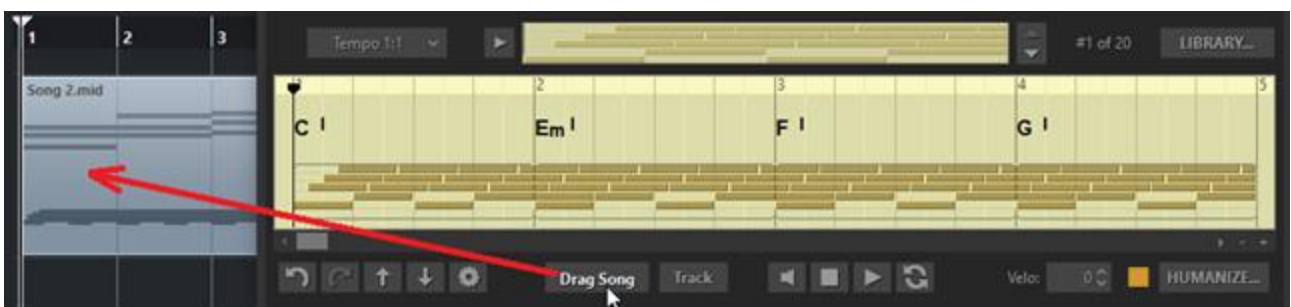 1 2 3
Tempo 1:1
#1 of 20 LIBRARY...
Song 2.mid
1 2 3 4 5
C I Em I F I G I
Drag Song Track Velo: 0 HUMANIZE...